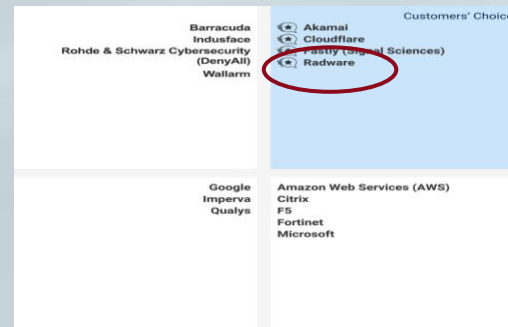 Barracuda
Indusface
Rohde & Schwarz Cybersecurity
(DenyAll)
Wallarm
Customers' Choice
Akamai
Cloudflare
Fastly (Signal Sciences)
Radware
Google
Imperva
Qualys
Amazon Web Services (AWS)
Citrix
F5
Fortinet
Microsoft